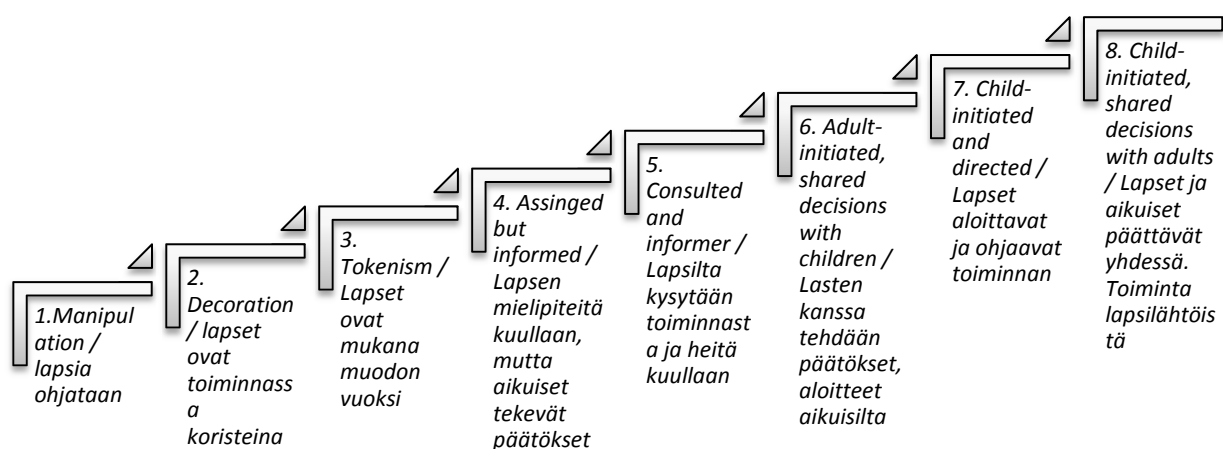 1.Manipul
ation /
lapsia
ohjataan
2.
Decoration
/ lapset
ovat
toiminnass
a
koristeina
3.
Tokenism /
Lapset
ovat
mukana
muodon
vuoksi
4. Assinged
but
informed /
Lapsen
mielipiteitä
kuullaan,
mutta
aikuiset
tekevät
päätökset
5.
Consulted
and
informer /
Lapsilta
kysytään
toiminnast
a ja heitä
kuullaan
6. Adult-
initiated,
shared
decisions
with
children /
Lasten
kanssa
tehdään
päätökset,
aloitteet
aikuisilta
7. Child-
initiated
and
directed /
Lapset
aloittavat
ja ohjaavat
toiminnan
8. Child-
initiated,
shared
decisions
with adults
/ Lapset ja
aikuiset
päättävät
yhdessä.
Toiminta
lapsilähtöis
tä